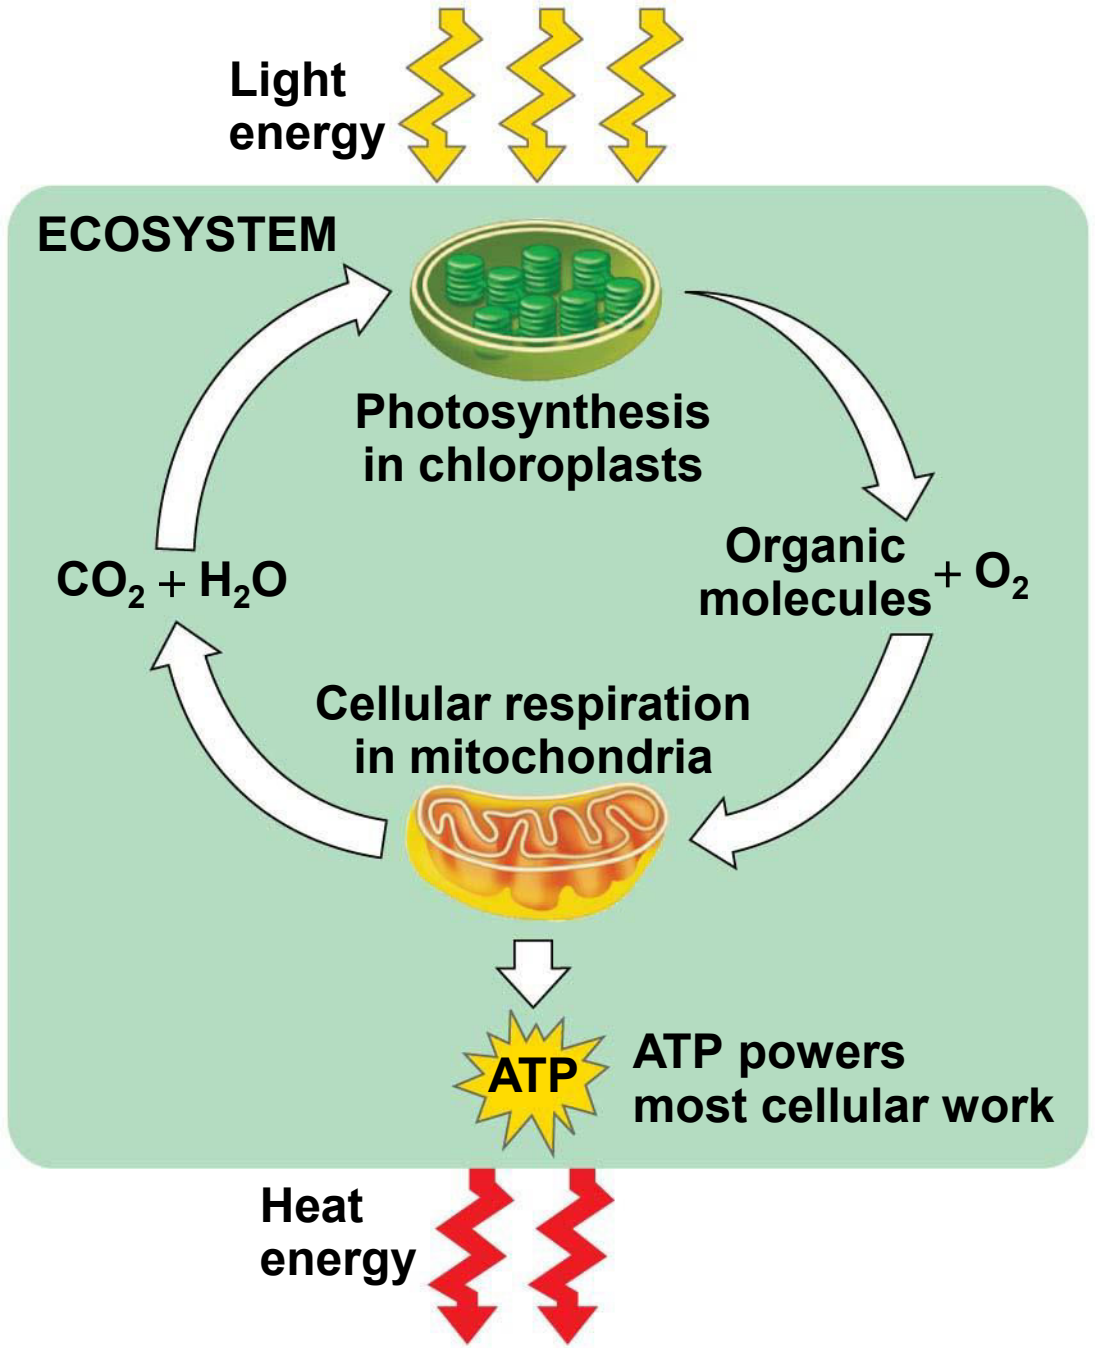 Light
energy
ECOSYSTEM
Photosynthesis
in chloroplasts
CO₂ + H₂O
Organic
molecules + O₂
Cellular respiration
in mitochondria
ATP
ATP powers
most cellular work
Heat
energy